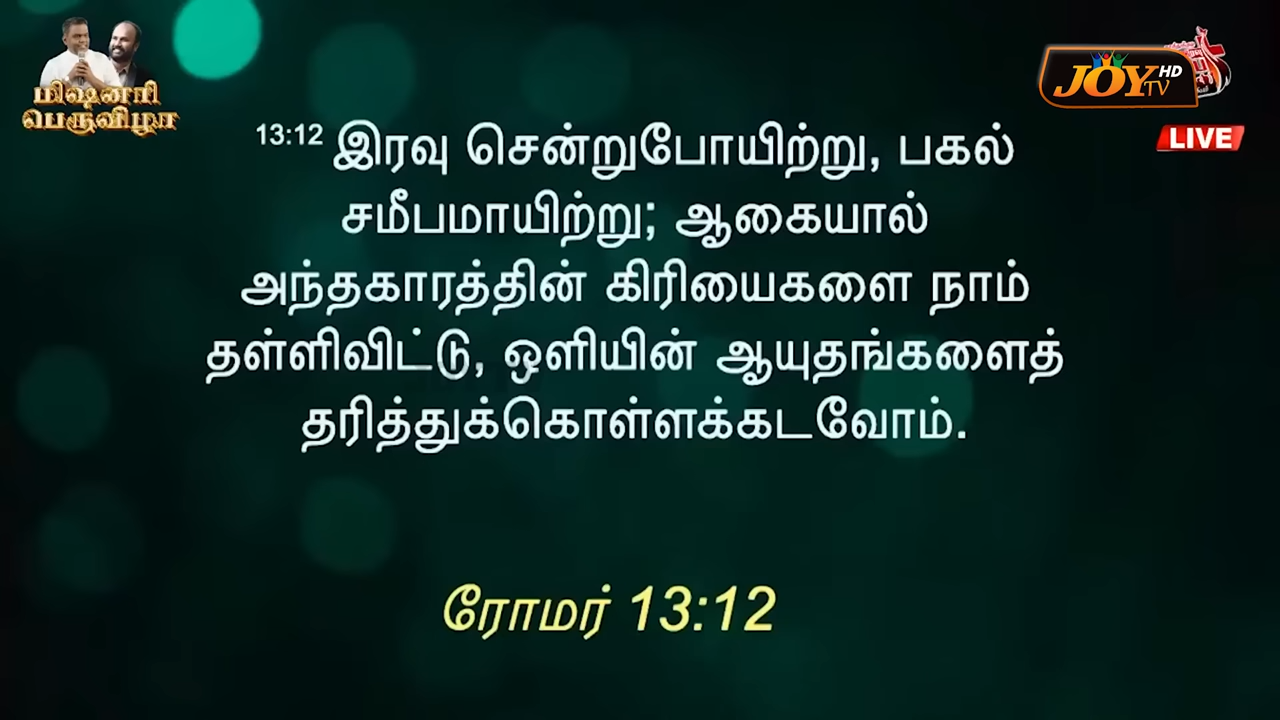 மிஷனரி
பெருவிழா
JOY TV HD
LIVE
13:12 இரவு சென்றுபோயிற்று, பகல்
சமீபமாயிற்று; ஆகையால்
அந்தகாரத்தின் கிரியைகளை நாம்
தள்ளிவிட்டு, ஒளியின் ஆயுதங்களைத்
தரித்துக்கொள்ளக்கடவோம்.
ரோமர் 13:12